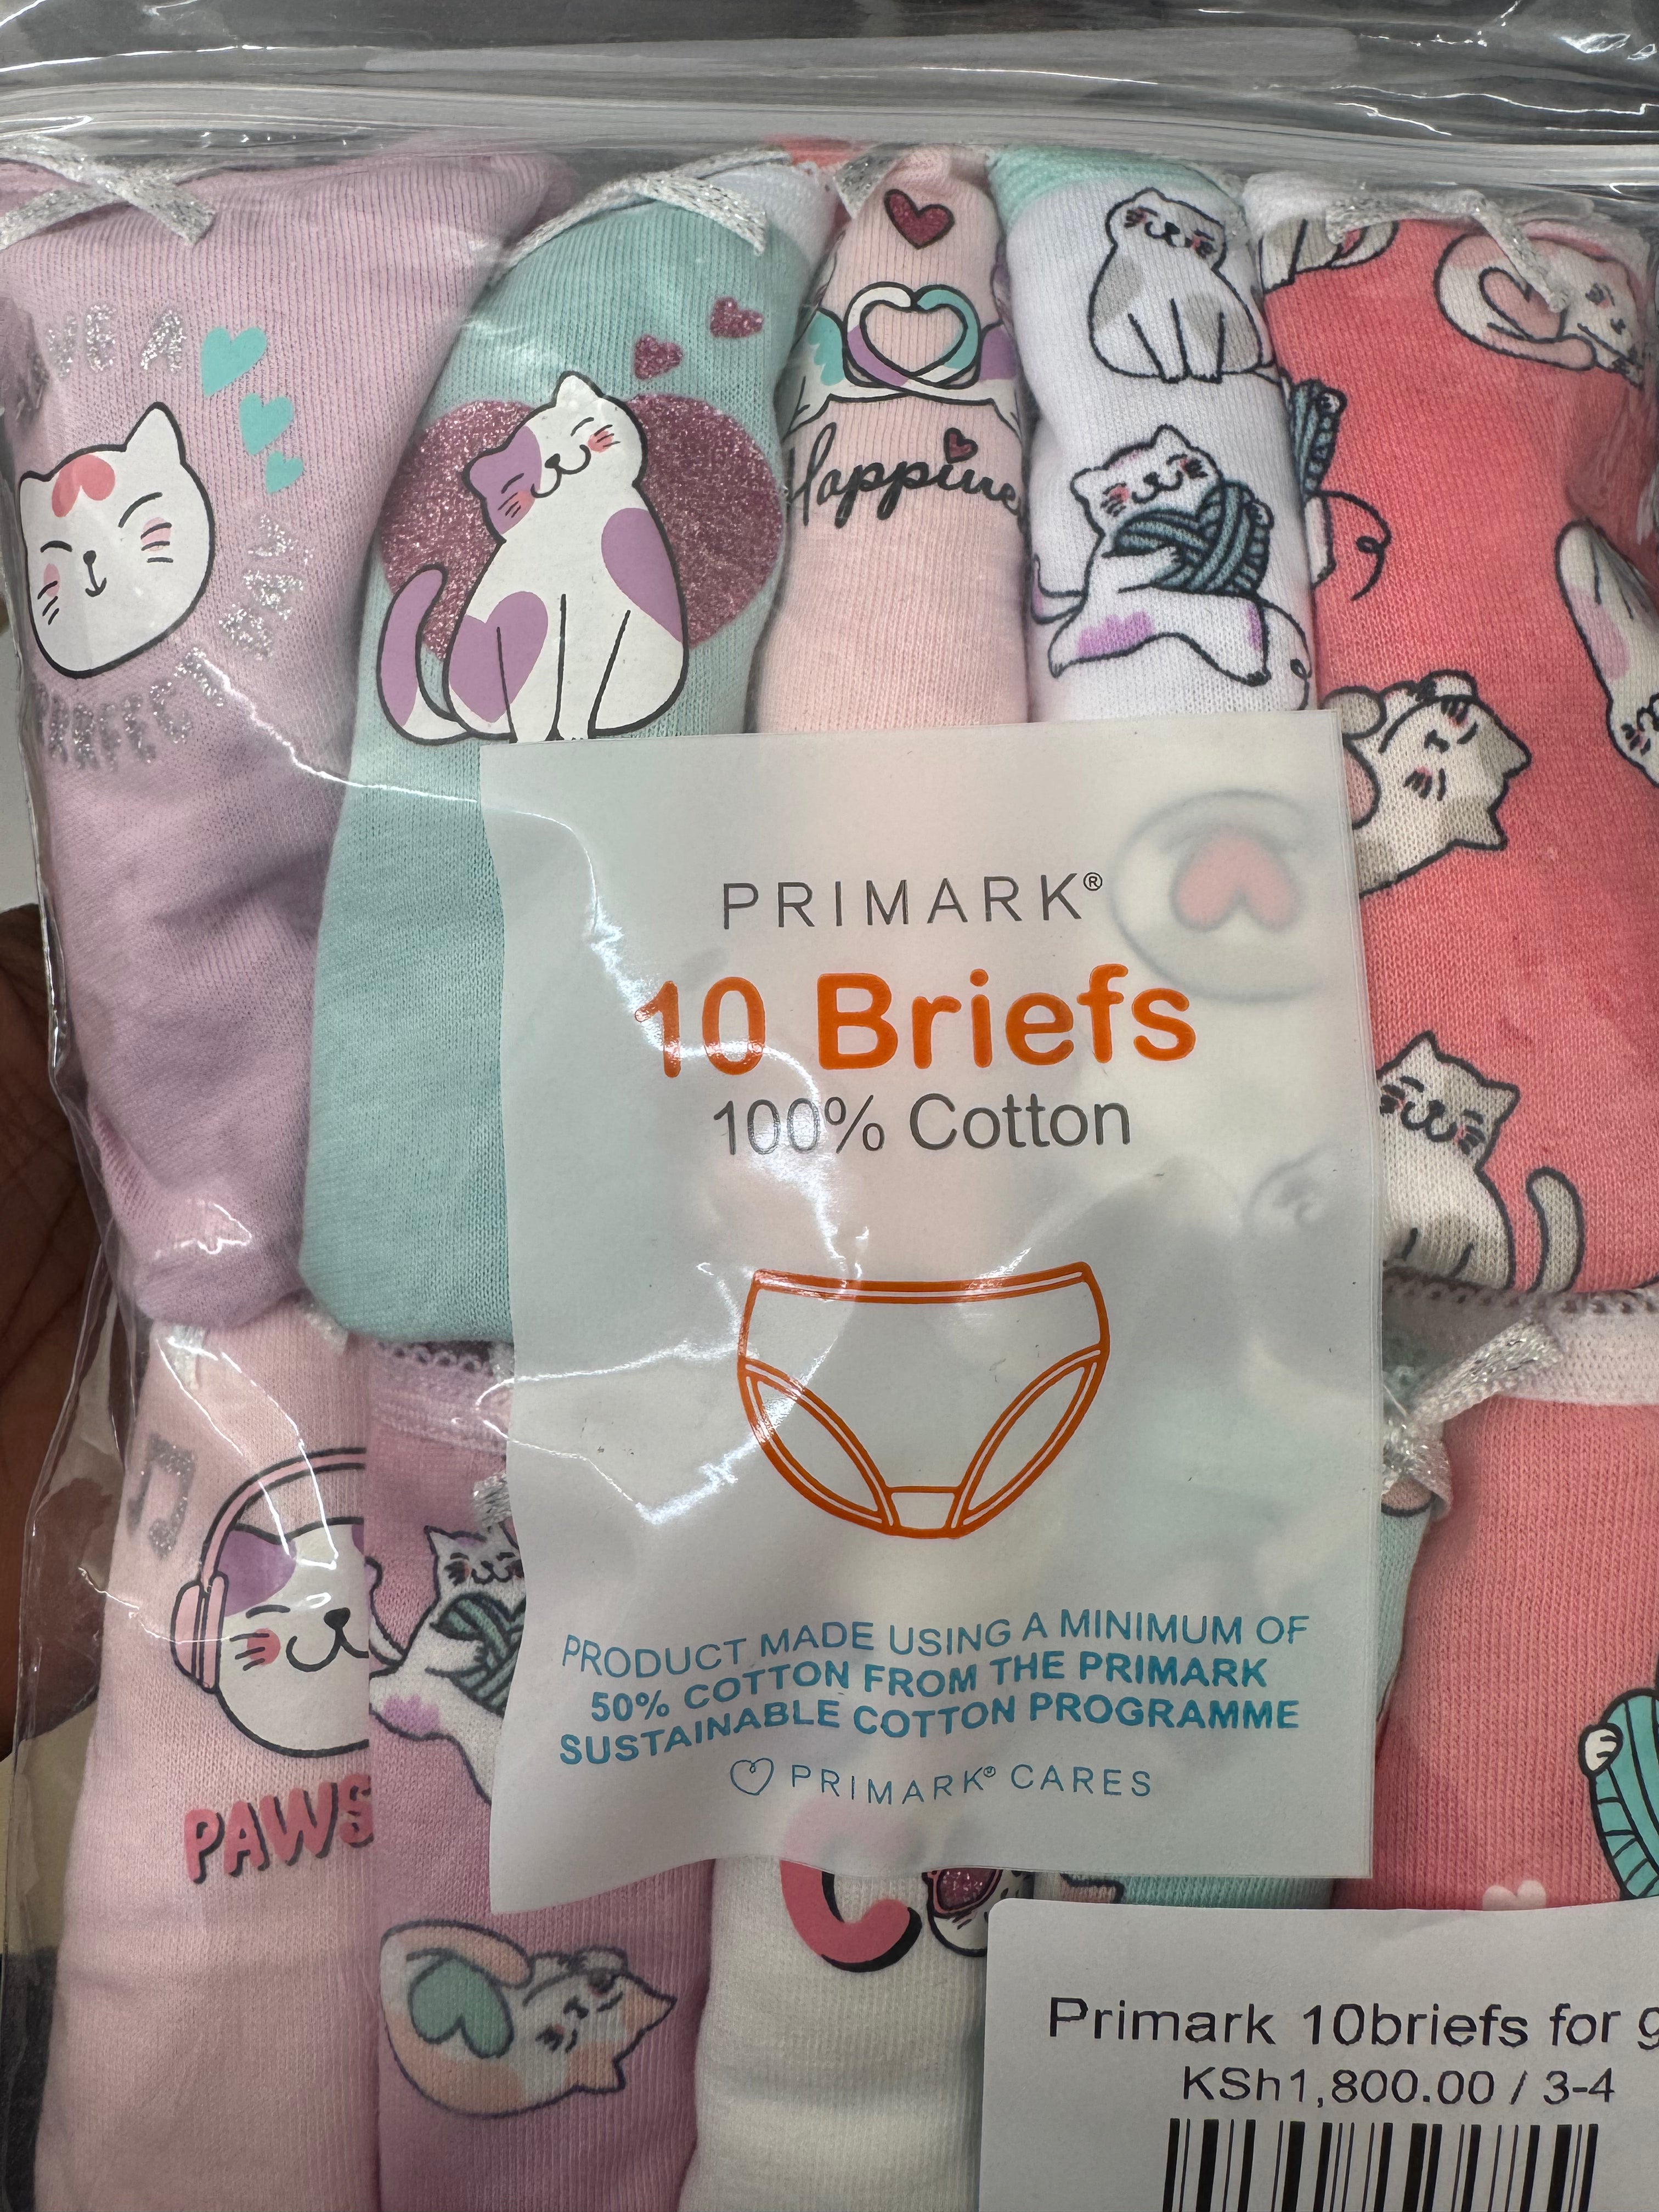 Happine
PRIMARK®
10 Briefs
100% Cotton
PRODUCT MADE USING A MINIMUM OF
50% COTTON FROM THE PRIMARK
SUSTAINABLE COTTON PROGRAMME
PRIMARK® CARES
PAWS
Primark 10briefs for g
KSh1,800.00 / 3-4